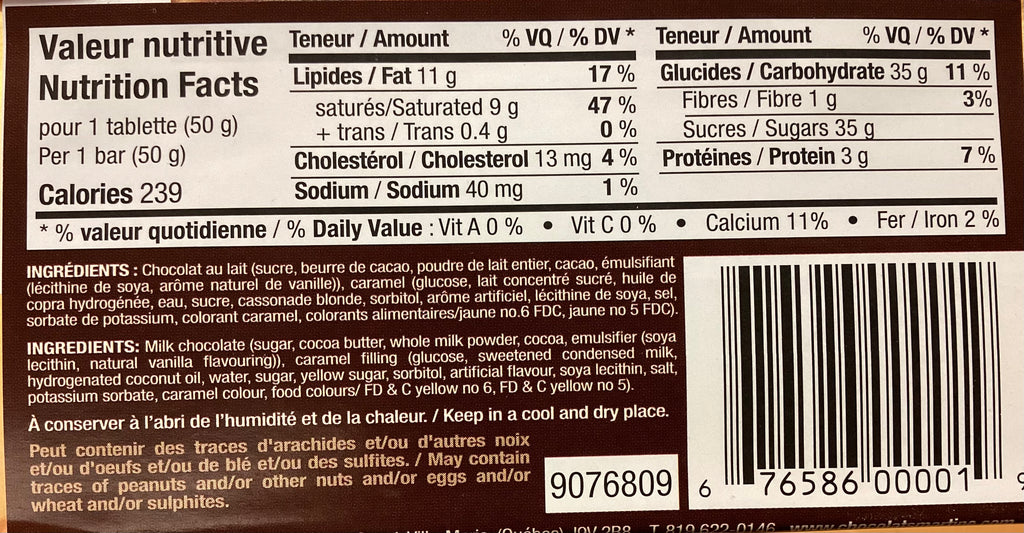 Valeur nutritive
Nutrition Facts
pour 1 tablette (50 g)
Per 1 bar (50 g)
Calories 239
Teneur / Amount % VQ / % DV *
Lipides / Fat 11 g 17 %
saturés/Saturated 9 g 47 %
+ trans / Trans 0.4 g 0 %
Cholestérol / Cholesterol 13 mg 4 %
Sodium / Sodium 40 mg 1 %
Teneur / Amount % VQ / % DV *
Glucides / Carbohydrate 35 g 11 %
Fibres / Fibre 1 g 3%
Sucres / Sugars 35 g
Protéines / Protein 3 g 7 %
* % valeur quotidienne / % Daily Value : Vit A 0 % • Vit C 0 % • Calcium 11% • Fer / Iron 2 %
INGRÉDIENTS : Chocolat au lait (sucre, beurre de cacao, poudre de lait entier, cacao, émulsifiant
(lécithine de soya, arôme naturel de vanille)), caramel (glucose, lait concentré sucré, huile de
copra hydrogénée, eau, sucre, cassonade blonde, sorbitol, arôme artificiel, lécithine de soya, sel,
sorbate de potassium, colorant caramel, colorants alimentaires/jaune no.6 FDC, jaune no 5 FDC).
INGREDIENTS: Milk chocolate (sugar, cocoa butter, whole milk powder, cocoa, emulsifier (soya
lecithin, natural vanilla flavouring)), caramel filling (glucose, sweetened condensed milk,
hydrogenated coconut oil, water, sugar, yellow sugar, sorbitol, artificial flavour, soya lecithin, salt,
potassium sorbate, caramel colour, food colours/ FD & C yellow no 6, FD & C yellow no 5).
À conserver à l'abri de l'humidité et de la chaleur. / Keep in a cool and dry place.
Peut contenir des traces d'arachides et/ou d'autres noix
et/ou d'oeufs et/ou de blé et/ou des sulfites. / May contain
traces of peanuts and/or other nuts and/or eggs and/or
wheat and/or sulphites.
9076809
6 76586 00001 9
(Québec) J9V 2B8 T 819 622-0146